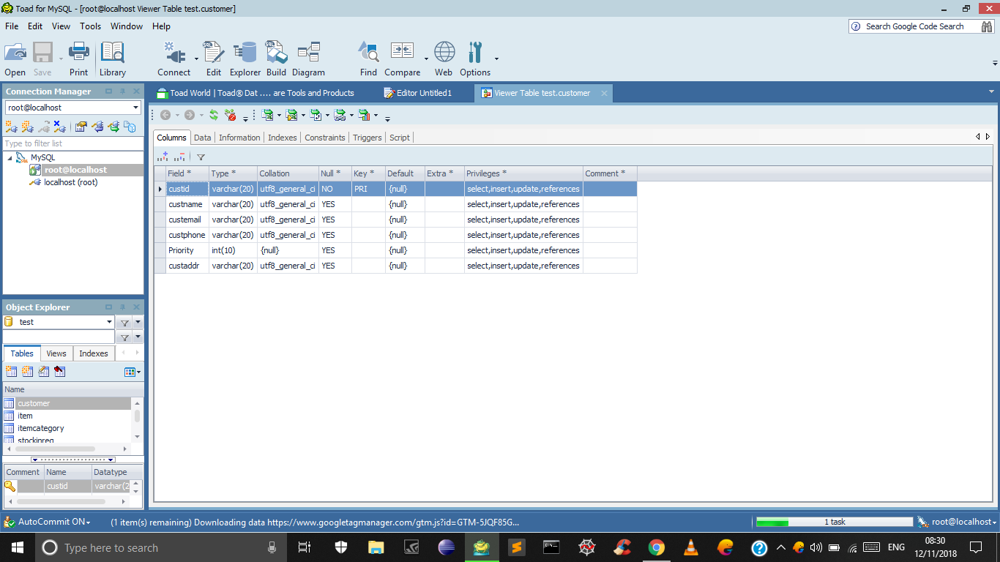 Toad for MySQL - [root@localhost Viewer Table test.customer]
File Edit View Tools Window Help
Search Google Code Search
Open Save Print Library Connect Edit Explorer Build Diagram Find Compare Web Options
Connection Manager
root@localhost
Type to filter list
MySQL
root@localhost
localhost (root)
Object Explorer
test
Tables Views Indexes
Name
customer
item
itemcategory
stockinreq
Comment Name Datatype
custid varchar(2
Toad World | Toad® Dat .... are Tools and Products
Editor Untitled1
Viewer Table test.customer
Columns Data Information Indexes Constraints Triggers Script
Field * Type * Collation Null * Key * Default Extra * Privileges * Comment *
custid varchar(20) utf8_general_ci NO PRI {null} select,insert,update,references
custname varchar(20) utf8_general_ci YES {null} select,insert,update,references
custemail varchar(20) utf8_general_ci YES {null} select,insert,update,references
custphone varchar(20) utf8_general_ci YES {null} select,insert,update,references
Priority int(10) {null} YES {null} select,insert,update,references
custaddr varchar(20) utf8_general_ci YES {null} select,insert,update,references
AutoCommit ON (1 item(s) remaining) Downloading data https://www.googletagmanager.com/gtm.js?id=GTM-5JQF85G... 1 task root@localhost
Type here to search
ENG
08:30
12/11/2018